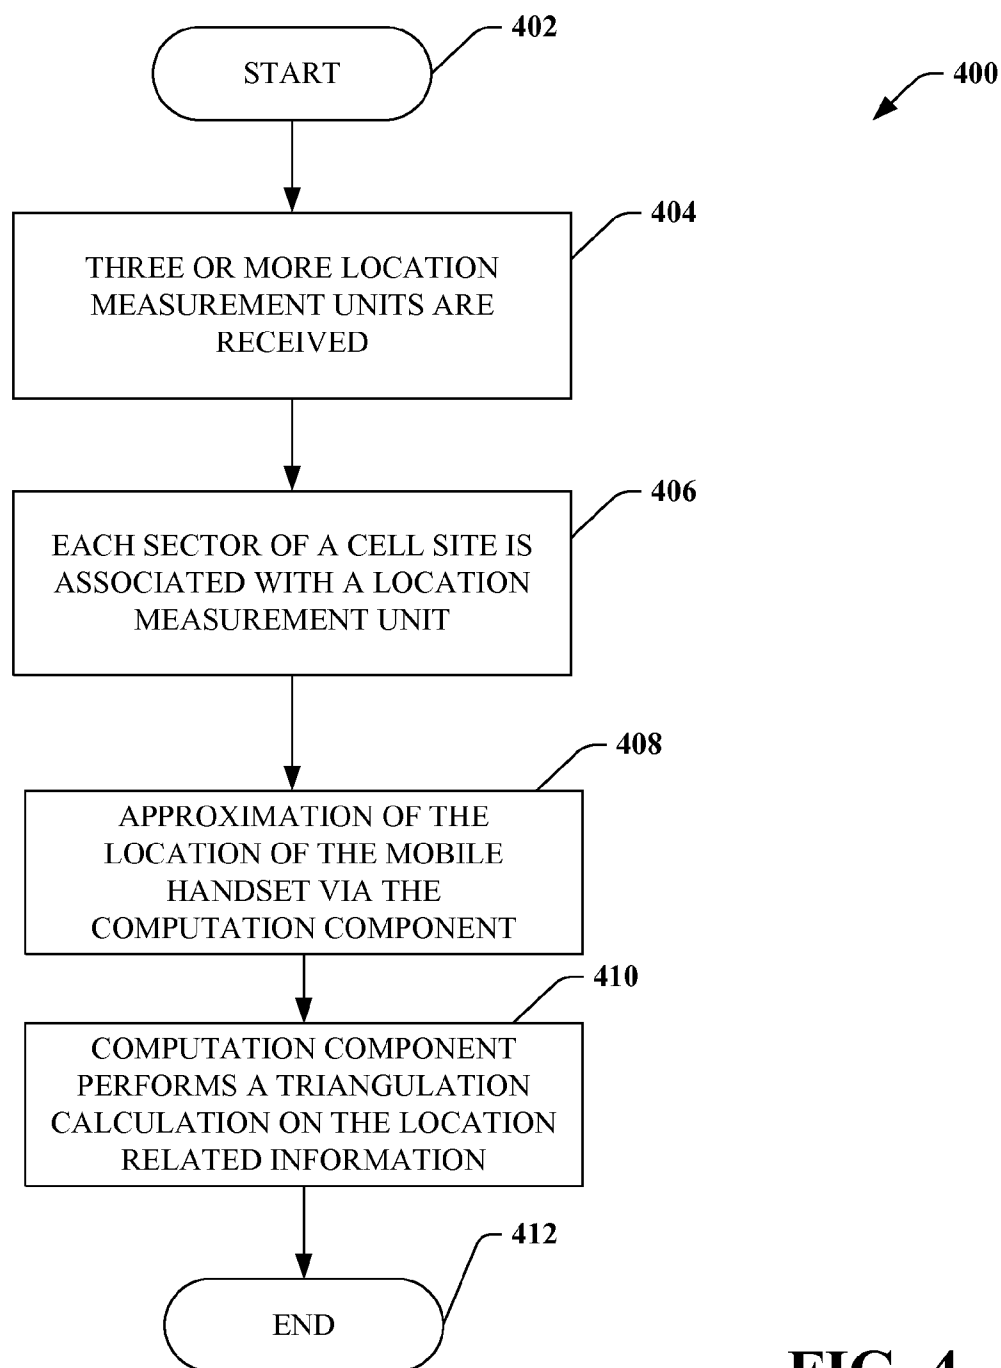 402
START
400
404
THREE OR MORE LOCATION
MEASUREMENT UNITS ARE
RECEIVED
406
EACH SECTOR OF A CELL SITE IS
ASSOCIATED WITH A LOCATION
MEASUREMENT UNIT
408
APPROXIMATION OF THE
LOCATION OF THE MOBILE
HANDSET VIA THE
COMPUTATION COMPONENT
410
COMPUTATION COMPONENT
PERFORMS A TRIANGULATION
CALCULATION ON THE LOCATION
RELATED INFORMATION
412
END
FIG. 4